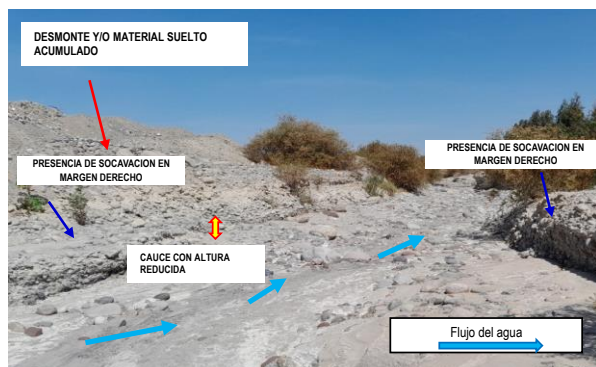 DESMONTE Y/O MATERIAL SUELTO
ACUMULADO
PRESENCIA DE SOCAVACION EN
MARGEN DERECHO
PRESENCIA DE SOCAVACION EN
MARGEN DERECHO
CAUCE CON ALTURA
REDUCIDA
Flujo del agua